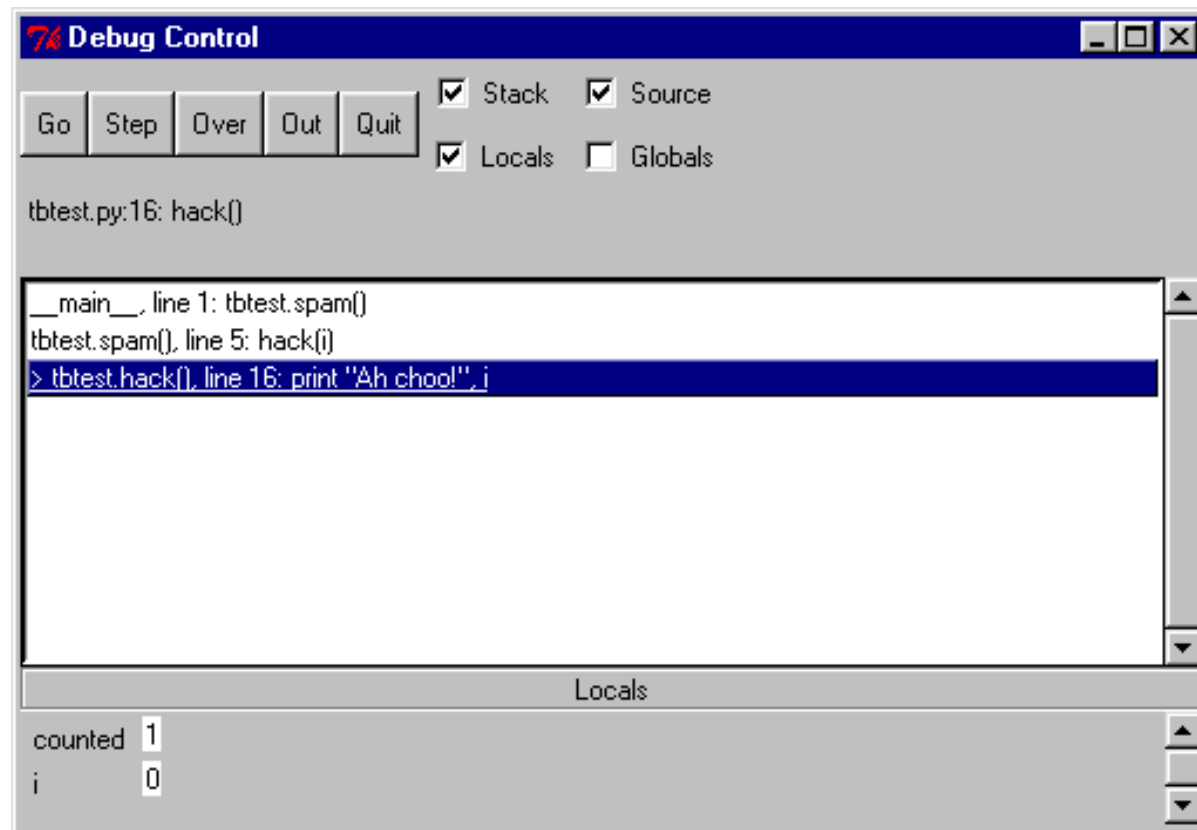 Debug Control
Go Step Over Out Quit
Stack Source
Locals Globals
tbtest.py:16: hack()
__main__, line 1: tbtest.spam()
tbtest.spam(), line 5: hack(i)
> tbtest.hack(), line 16: print "Ah choo!", i
Locals
counted 1
i 0